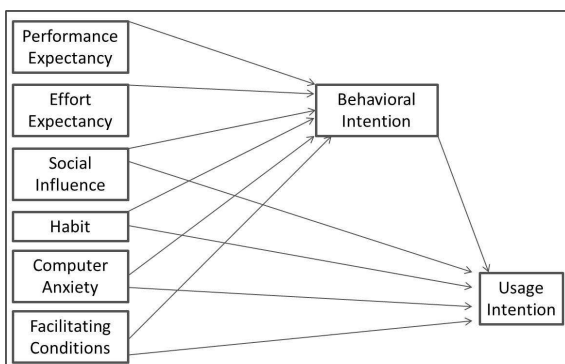 Performance
Expectancy
Effort
Expectancy
Social
Influence
Habit
Computer
Anxiety
Facilitating
Conditions
Behavioral
Intention
Usage
Intention